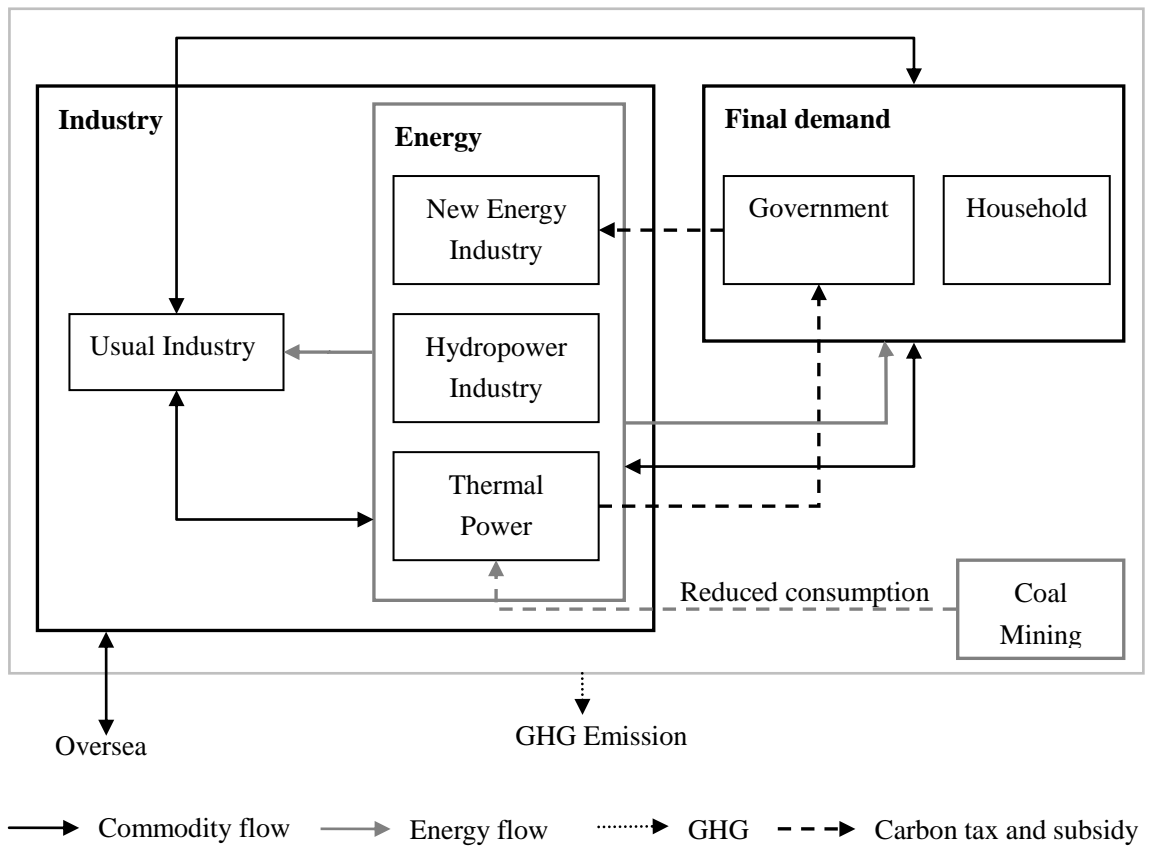 Industry
Energy
New Energy
Industry
Usual Industry
Hydropower
Industry
Thermal
Power
Final demand
Government
Household
Reduced consumption
Coal
Mining
Oversea
GHG Emission
Commodity flow
Energy flow
GHG
Carbon tax and subsidy